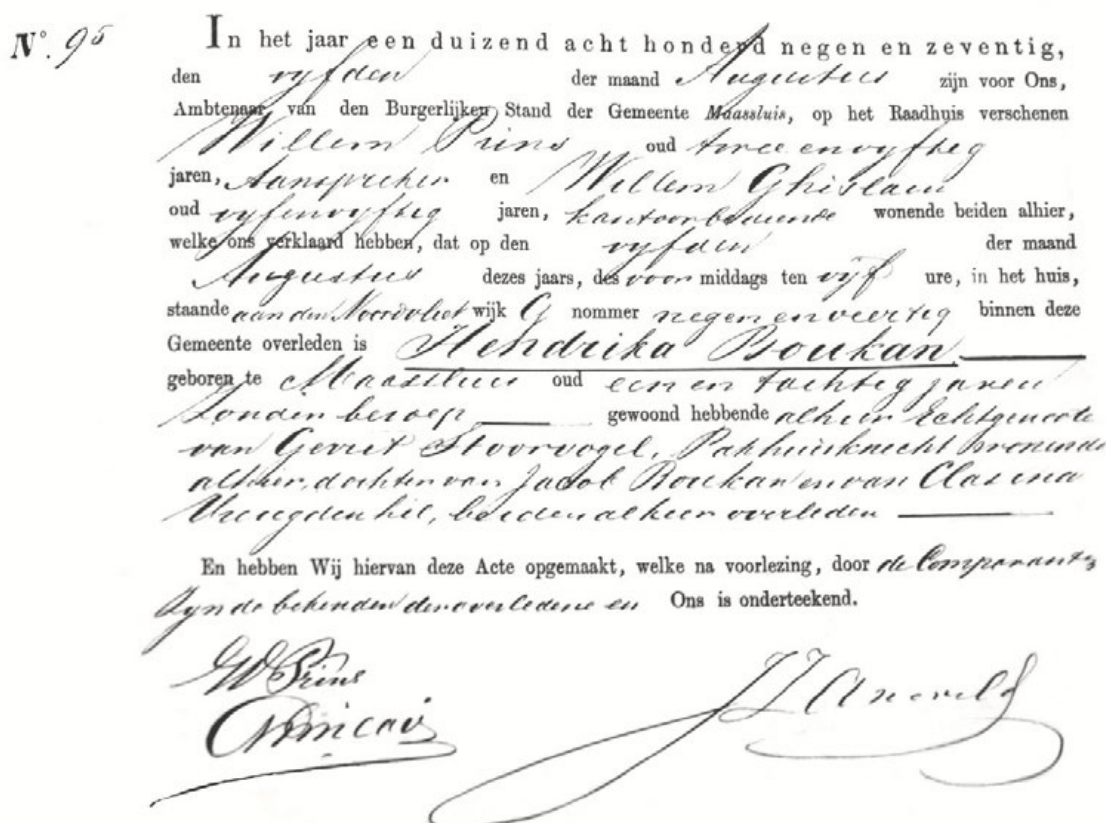 N°. 95
In het jaar een duizend acht honderd negen en zeventig,
den vijfden der maand Augustus zijn voor Ons,
Ambtenaar van den Burgerlijken Stand der Gemeente Maassluis, op het Raadhuis verschenen
Willem Prins oud twee envijftig
jaren, Aanspreker en Willem Ghislain
oud vijfenvijftig jaren, kantoorbediende wonende beiden alhier,
welke ons verklaard hebben, dat op den vijfden der maand
Augustus dezes jaars, des voor middags ten vijf ure, in het huis,
staande aan den Noordvliet wijk G nommer negen en veertig binnen deze
Gemeente overleden is Hendrika Boukan
geboren te Maassluis oud een en tachtig jaren
zonder beroep gewoond hebbende alhier Echtgenoote
van Gerrit Stoorvogel, Pakhuisknecht wonende
alhier, dochter van Jacob Boukan en van Clasina
Vreugdenhil, beiden alhier overleden
En hebben Wij hiervan deze Acte opgemaakt, welke na voorlezing, door de Comparanten
zijnde bekenden der overledene en Ons is onderteekend.
W Prins